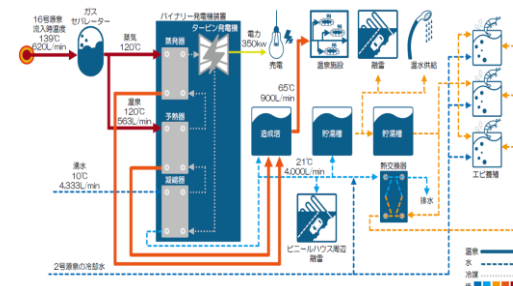 16号源泉
流入時温度
139℃
620L/min
ガス
セパレーター
蒸気
120℃
バイナリー発電機装置
タービン発電機
蒸発器
電力
350kw
売電
温泉施設
融雪
温水供給
温泉
120℃
563L/min
予熱器
65℃
900L/min
造成塔
貯湯槽
貯湯槽
湧水
10℃
4.333L/min
凝縮器
21℃
4.000L/min
熱交換器
排水
エビ養殖
ビニールハウス周辺
融雪
2号源泉の冷却水
温泉
水
冷媒